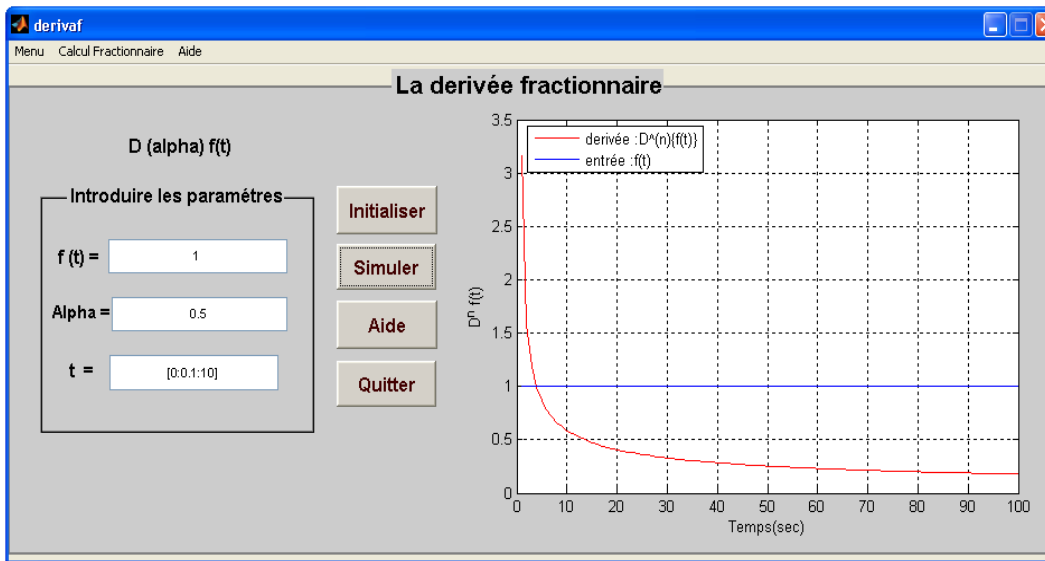 derivaf
Menu Calcul Fractionnaire Aide
La derivée fractionnaire
D (alpha) f(t)
Introduire les paramétres
f (t) = 1
Alpha = 0.5
t = [0:0.1:10]
Initialiser
Simuler
Aide
Quitter
derivée :D^(n){f(t)}
entrée :f(t)
3.5
3
2.5
2
1.5
1
0.5
0
D^n f(t)
0 10 20 30 40 50 60 70 80 90 100
Temps(sec)